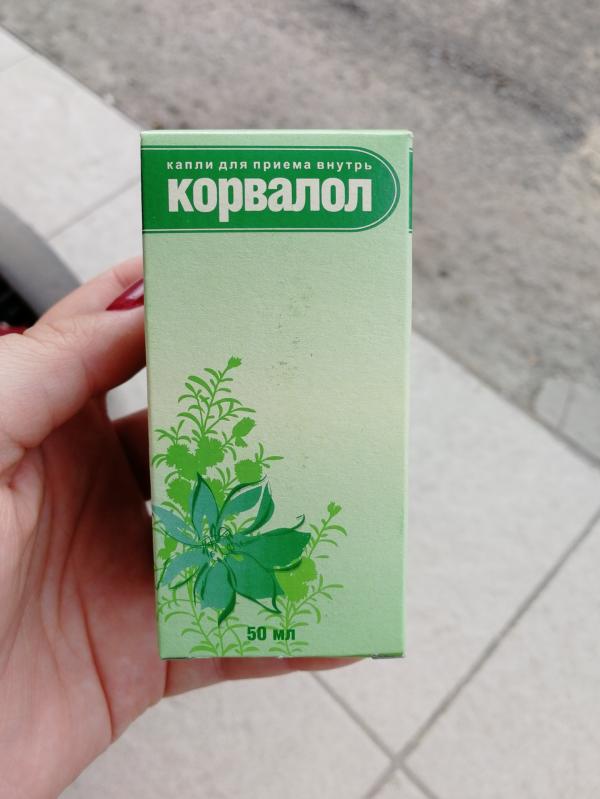 капли для приема внутрь
корвалол
50 мл